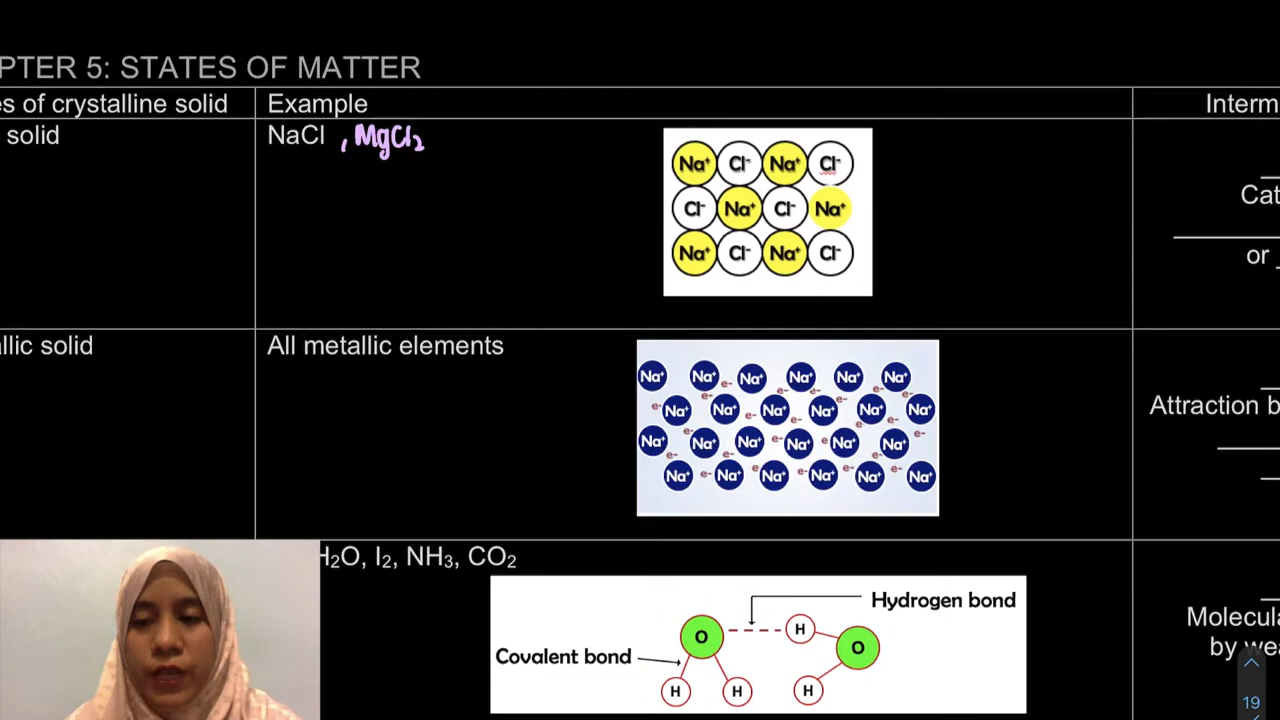 PTER 5: STATES OF MATTER
es of crystalline solid Example Interm
solid NaCl , MgCl₂
Na⁺ Cl⁻ Na⁺ Cl⁻
Cl⁻ Na⁺ Cl⁻ Na⁺
Na⁺ Cl⁻ Na⁺ Cl⁻
Cat
or
allic solid All metallic elements
Na⁺ Na⁺ Na⁺ Na⁺ Na⁺ Na⁺
e- e- e- e- e- e-
e- Na⁺ Na⁺ e- Na⁺ e- Na⁺ Na⁺ e- Na⁺
e- e- e-
Na⁺ Na⁺ Na⁺ e- Na⁺ e- Na⁺ Na⁺
e- e- e-
Na⁺ e- Na⁺ e- Na⁺ e- Na⁺ e- Na⁺ e- Na⁺
Attraction b
H₂O, I₂, NH₃, CO₂
Hydrogen bond
O H
O
Covalent bond
H H H
Molecula
by wea
19